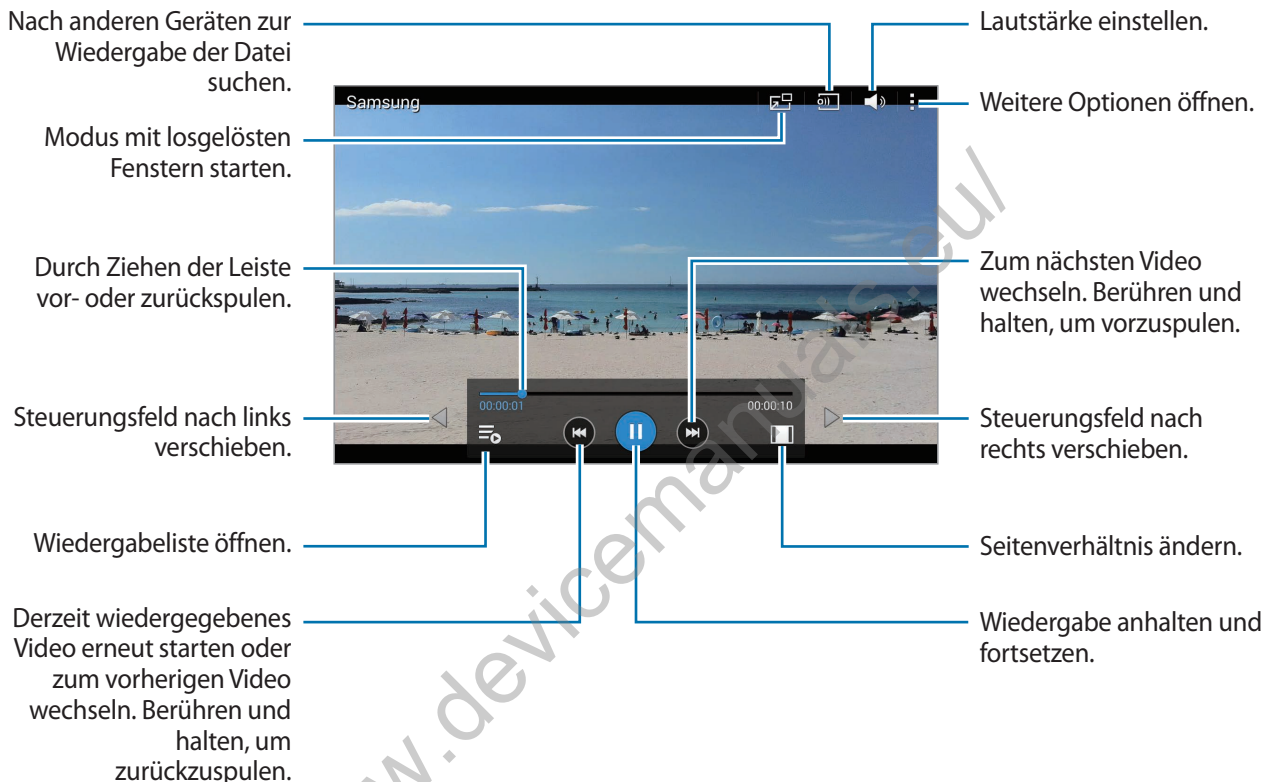 Nach anderen Geräten zur
Wiedergabe der Datei
suchen.
Modus mit losgelösten
Fenstern starten.
Durch Ziehen der Leiste
vor- oder zurückspulen.
Steuerungsfeld nach links
verschieben.
Wiedergabeliste öffnen.
Derzeit wiedergegebenes
Video erneut starten oder
zum vorherigen Video
wechseln. Berühren und
halten, um
zurückzuspulen.
Samsung
00:00:01
00:00:10
Lautstärke einstellen.
Weitere Optionen öffnen.
Zum nächsten Video
wechseln. Berühren und
halten, um vorzuspulen.
Steuerungsfeld nach
rechts verschieben.
Seitenverhältnis ändern.
Wiedergabe anhalten und
fortsetzen.
w.devicemanuals.eu/